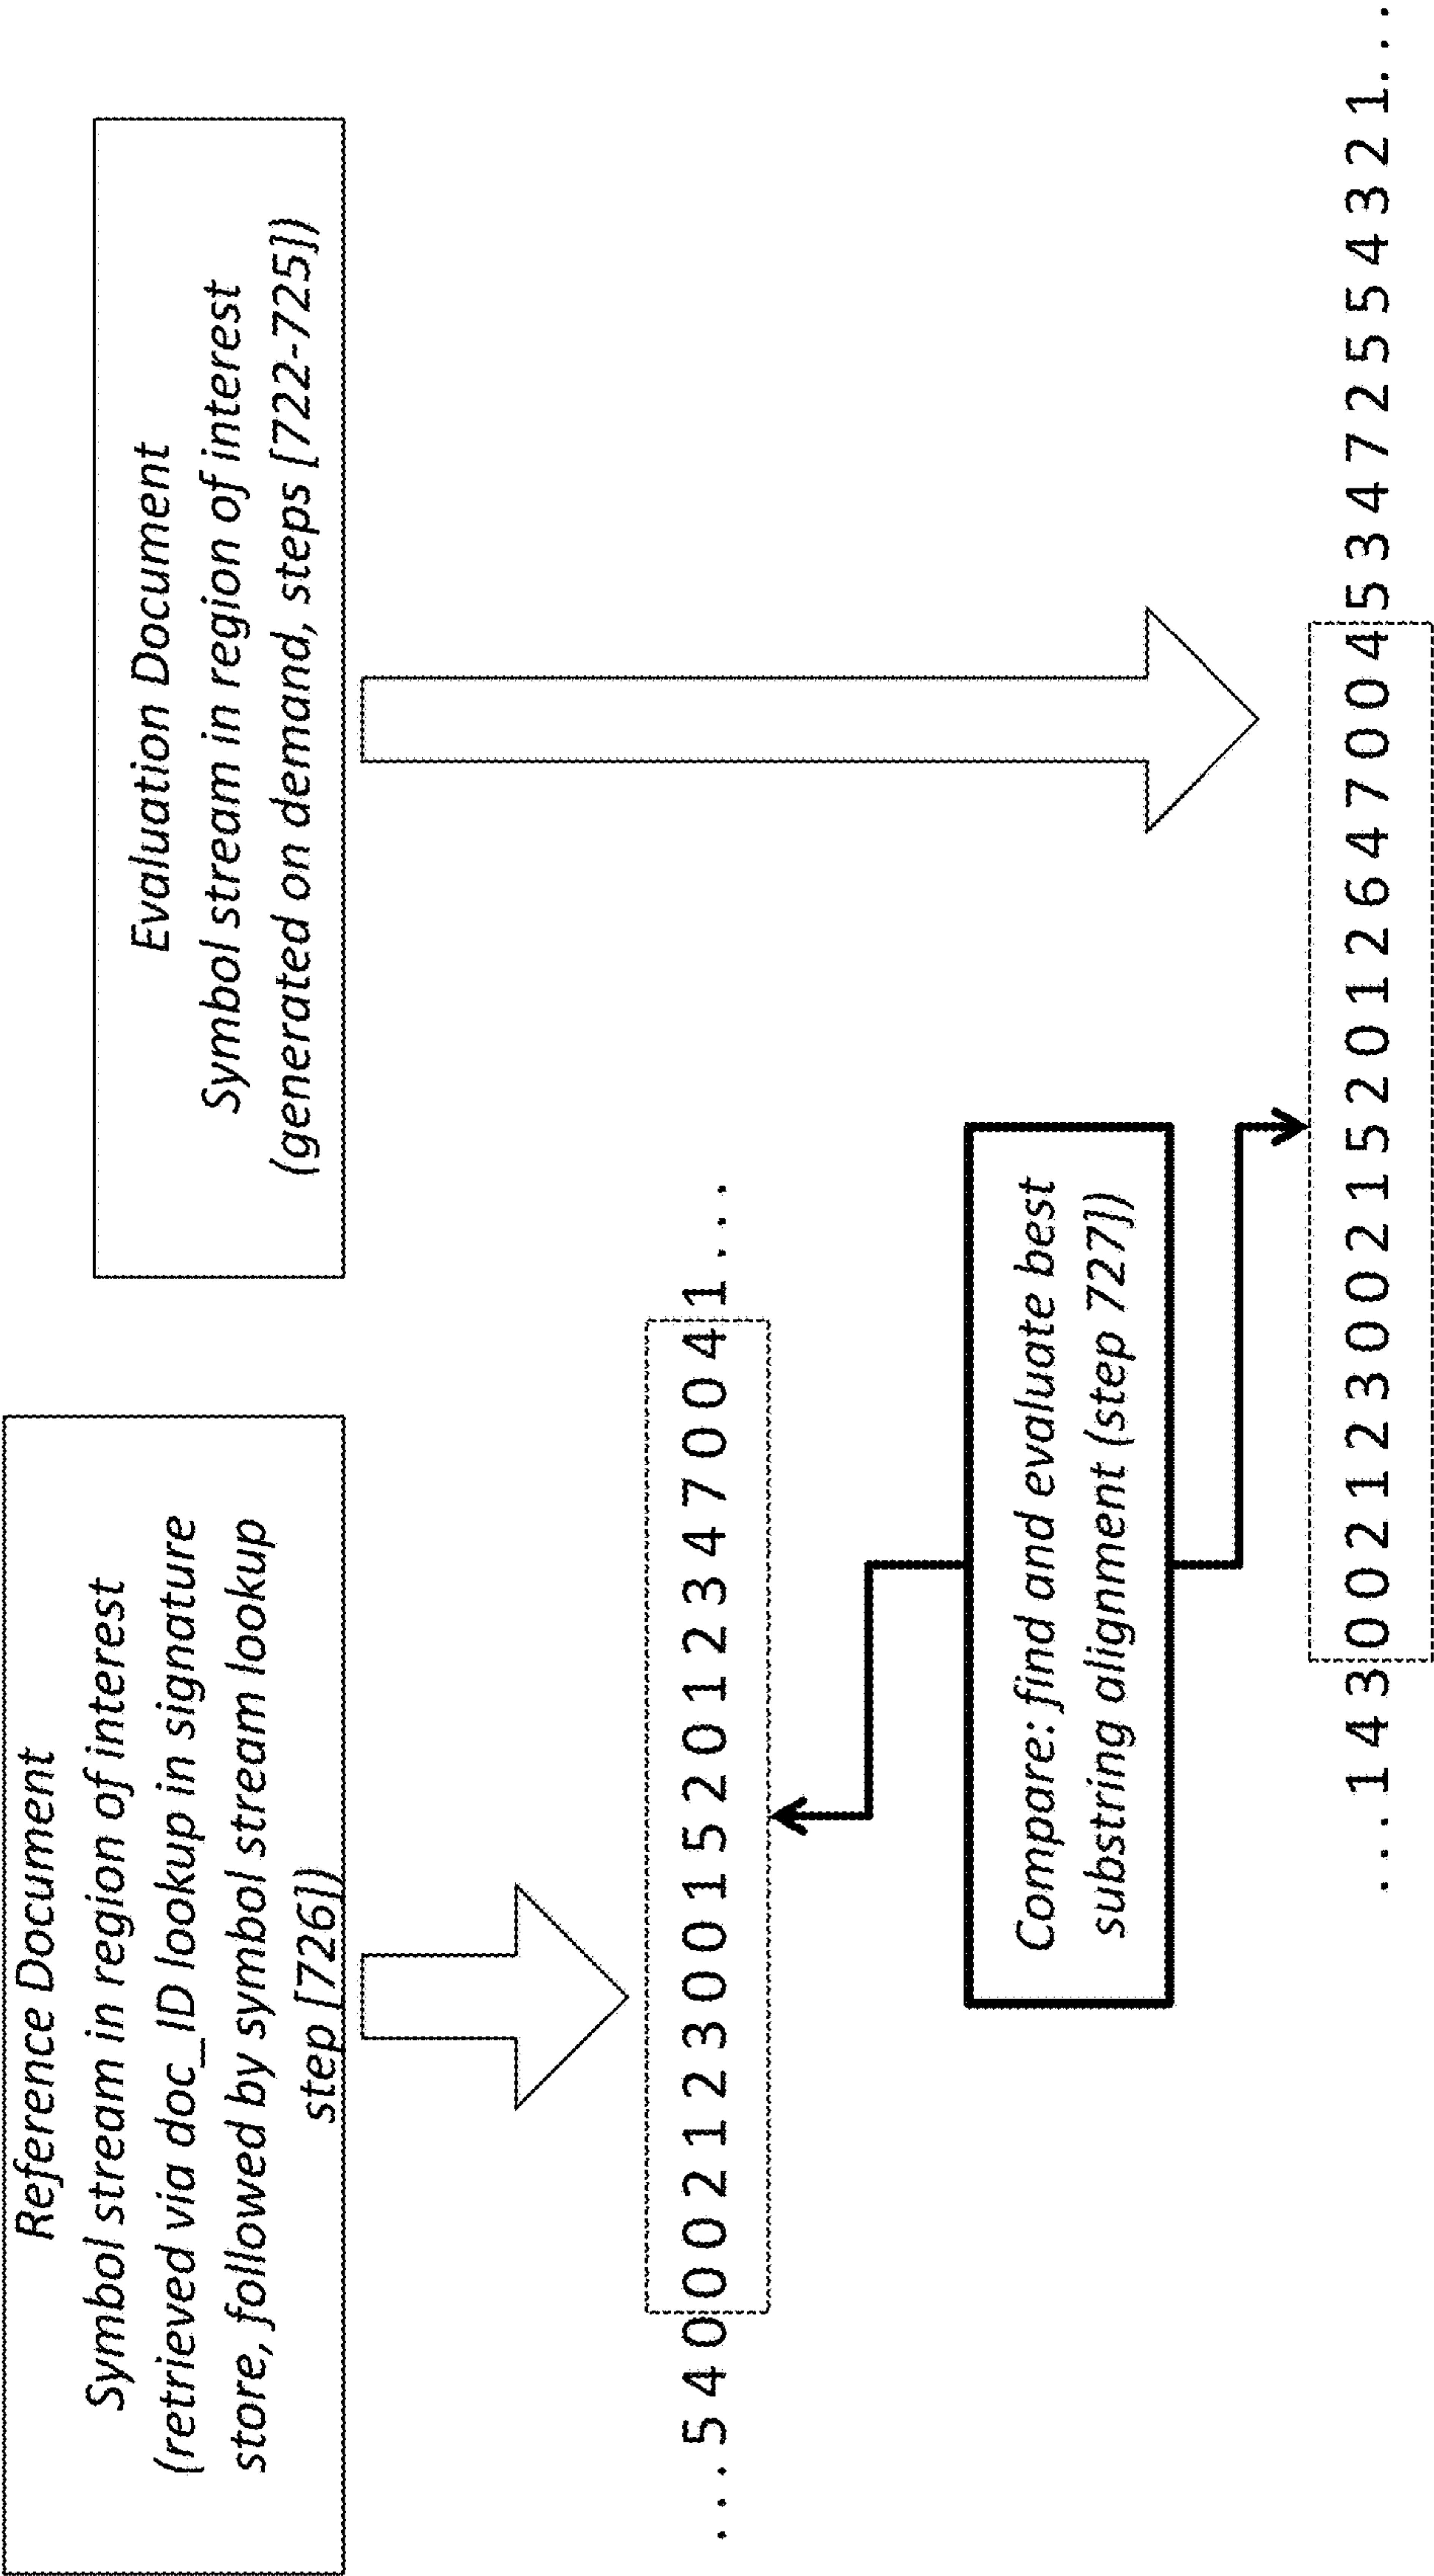 Reference Document
Symbol stream in region of interest
(retrieved via doc_ID lookup in signature
store, followed by symbol stream lookup
step [726])
Evaluation Document
Symbol stream in region of interest
(generated on demand, steps [722-725])
...5 4 0 0 0 2 1 2 3 0 0 1 5 2 0 1 2 3 4 7 0 0 4 1...
Compare: find and evaluate best
substring alignment (step 727])
...1 4 3 0 0 2 1 2 3 0 0 2 1 5 2 0 1 2 6 4 7 0 0 4 5 3 4 7 2 5 5 4 3 2 1...